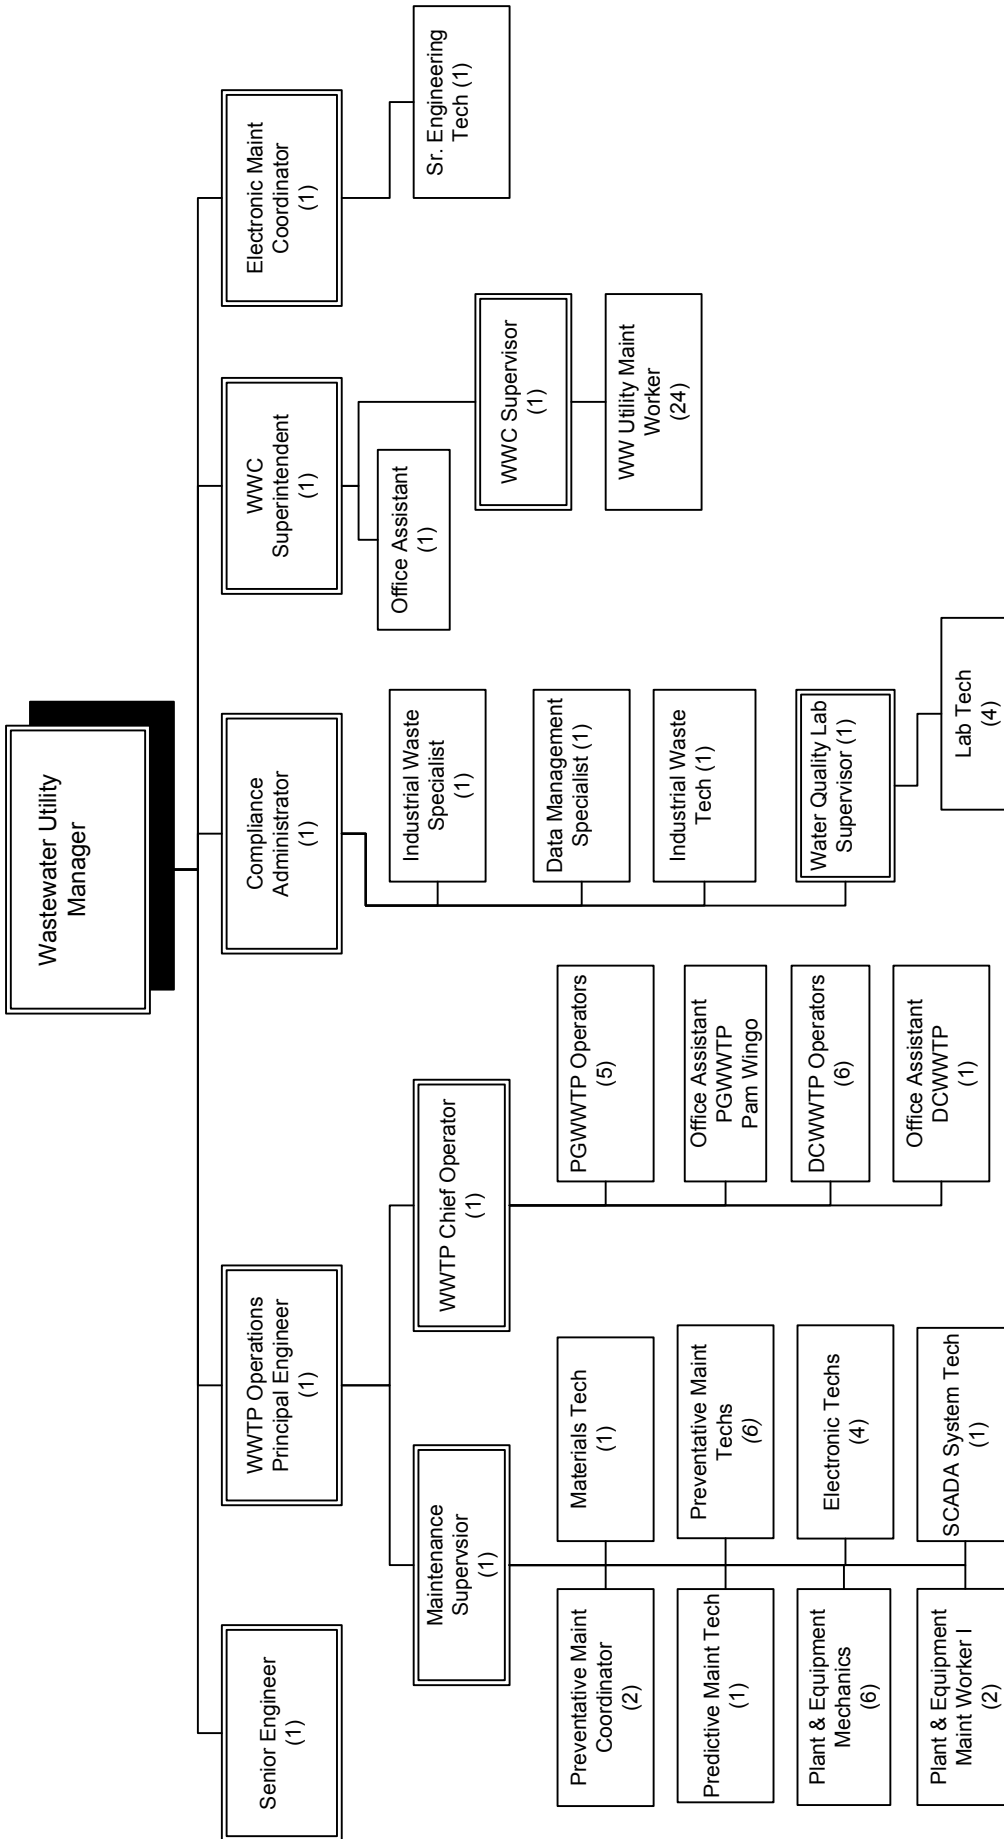 Wastewater Utility
Manager
Senior Engineer
(1)
WWTP Operations
Principal Engineer
(1)
Compliance
Administrator
(1)
WWC
Superintendent
(1)
Electronic Maint
Coordinator
(1)
Maintenance
Supervsior
(1)
WWTP Chief Operator
(1)
Preventative Maint
Coordinator
(2)
Materials Tech
(1)
Predictive Maint Tech
(1)
Preventative Maint
Techs
(6)
Plant & Equipment
Mechanics
(6)
Electronic Techs
(4)
Plant & Equipment
Maint Worker I
(2)
SCADA System Tech
(1)
PGWWTP Operators
(5)
Office Assistant
PGWWTP
Pam Wingo
DCWWTP Operators
(6)
Office Assistant
DCWWTP
(1)
Industrial Waste
Specialist
(1)
Data Management
Specialist (1)
Industrial Waste
Tech (1)
Water Quality Lab
Supervisor (1)
Lab Tech
(4)
Office Assistant
(1)
WWC Supervisor
(1)
WW Utility Maint
Worker
(24)
Sr. Engineering
Tech (1)